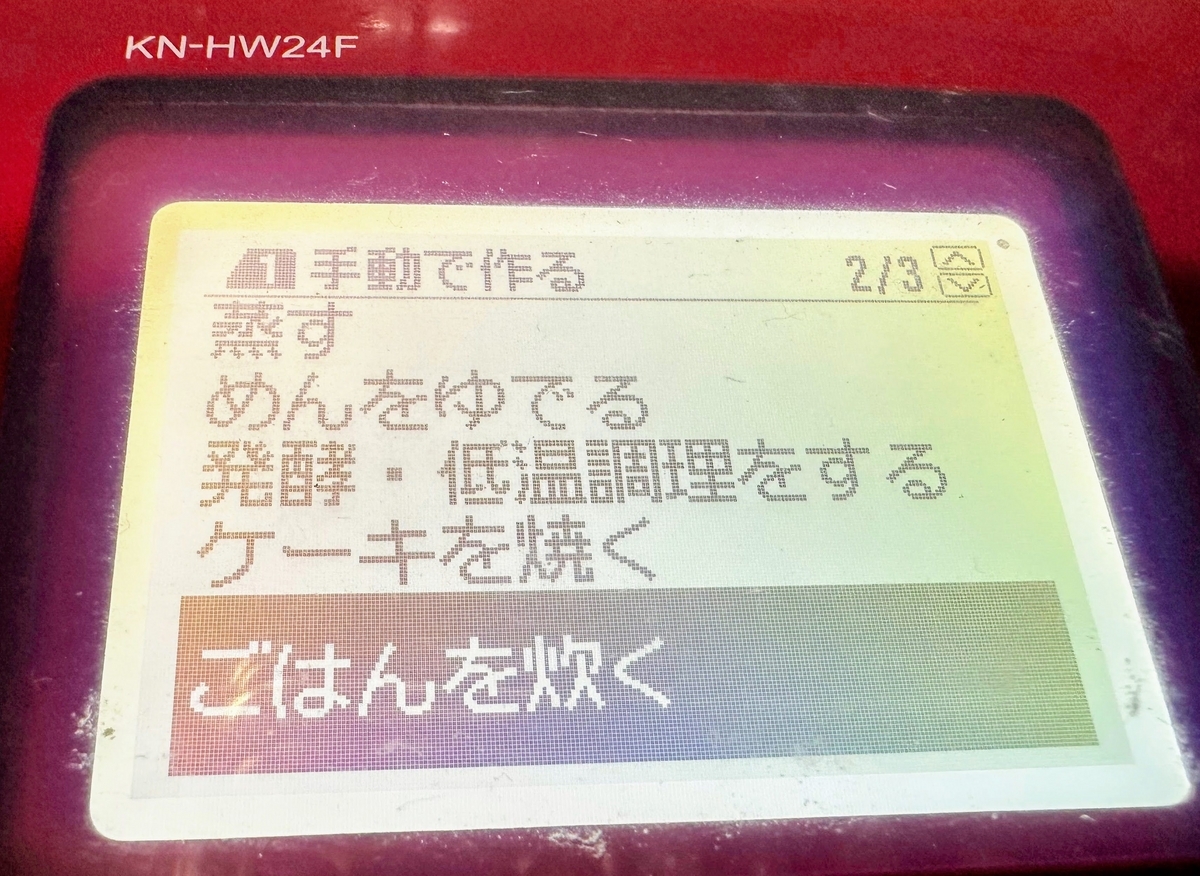 KN-HW24F
1 手動で作る 2/3
蒸す
めんをゆでる
発酵・低温調理をする
ケーキを焼く
ごはんを炊く